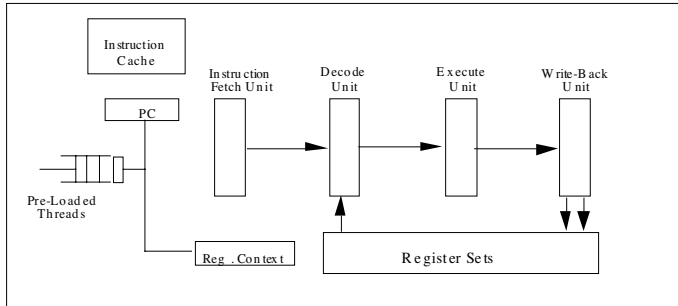 Instruction
Cache
PC
Pre-Loaded
Threads
Reg .Context
Instruction
Fetch Unit
Decode
Unit
Execute
Unit
Write-Back
Unit
Register Sets